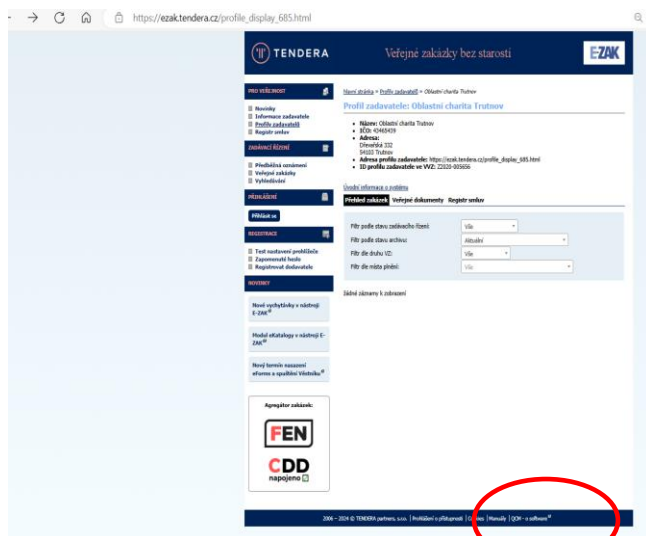 https://ezak.tendera.cz/profile_display_685.html
TENDERA
Veřejné zakázky bez starostí
E-ZAK
PRO VEŘEJNOST
Novinky
Informace zadavatele
Profily zadavatelů
Registr smluv
ZADÁVACÍ ŘÍZENÍ
Předběžná oznámení
Veřejné zakázky
Vyhledávání
PŘIHLÁŠENÍ
Přihlásit se
REGISTRACE
Test nastavení prohlížeče
Zapomenuté heslo
Registrovat dodavatele
NOVINKY
Nové vychytávky v nástroji
E-ZAK
Modul eKatalogy v nástroji E-
ZAK
Nový termín nasazení
eForms a spuštění Věstníku
Agregátor zakázek:
FEN
CDD
napojeno
Hlavní stránka » Profily zadavatelů » Oblastní charita Trutnov
Profil zadavatele: Oblastní charita Trutnov
Název: Oblastní charita Trutnov
IČO: 43465439
Adresa:
Dřevařská 332
54103 Trutnov
Adresa profilu zadavatele: https://ezak.tendera.cz/profile_display_685.html
ID profilu zadavatele ve VVZ: Z2020-005656
Úvodní informace o systému
Přehled zakázek Veřejné dokumenty Registr smluv
Filtr podle stavu zadávacího řízení: Vše
Filtr podle stavu archivu: Aktuální
Filtr dle druhu VZ: Vše
Filtr dle místa plnění: Vše
žádné záznamy k zobrazení
2006 – 2024 © TENDERA partners, s.r.o. | Prohlášení o přístupnosti | Cookies | Manuály | QCM - o software